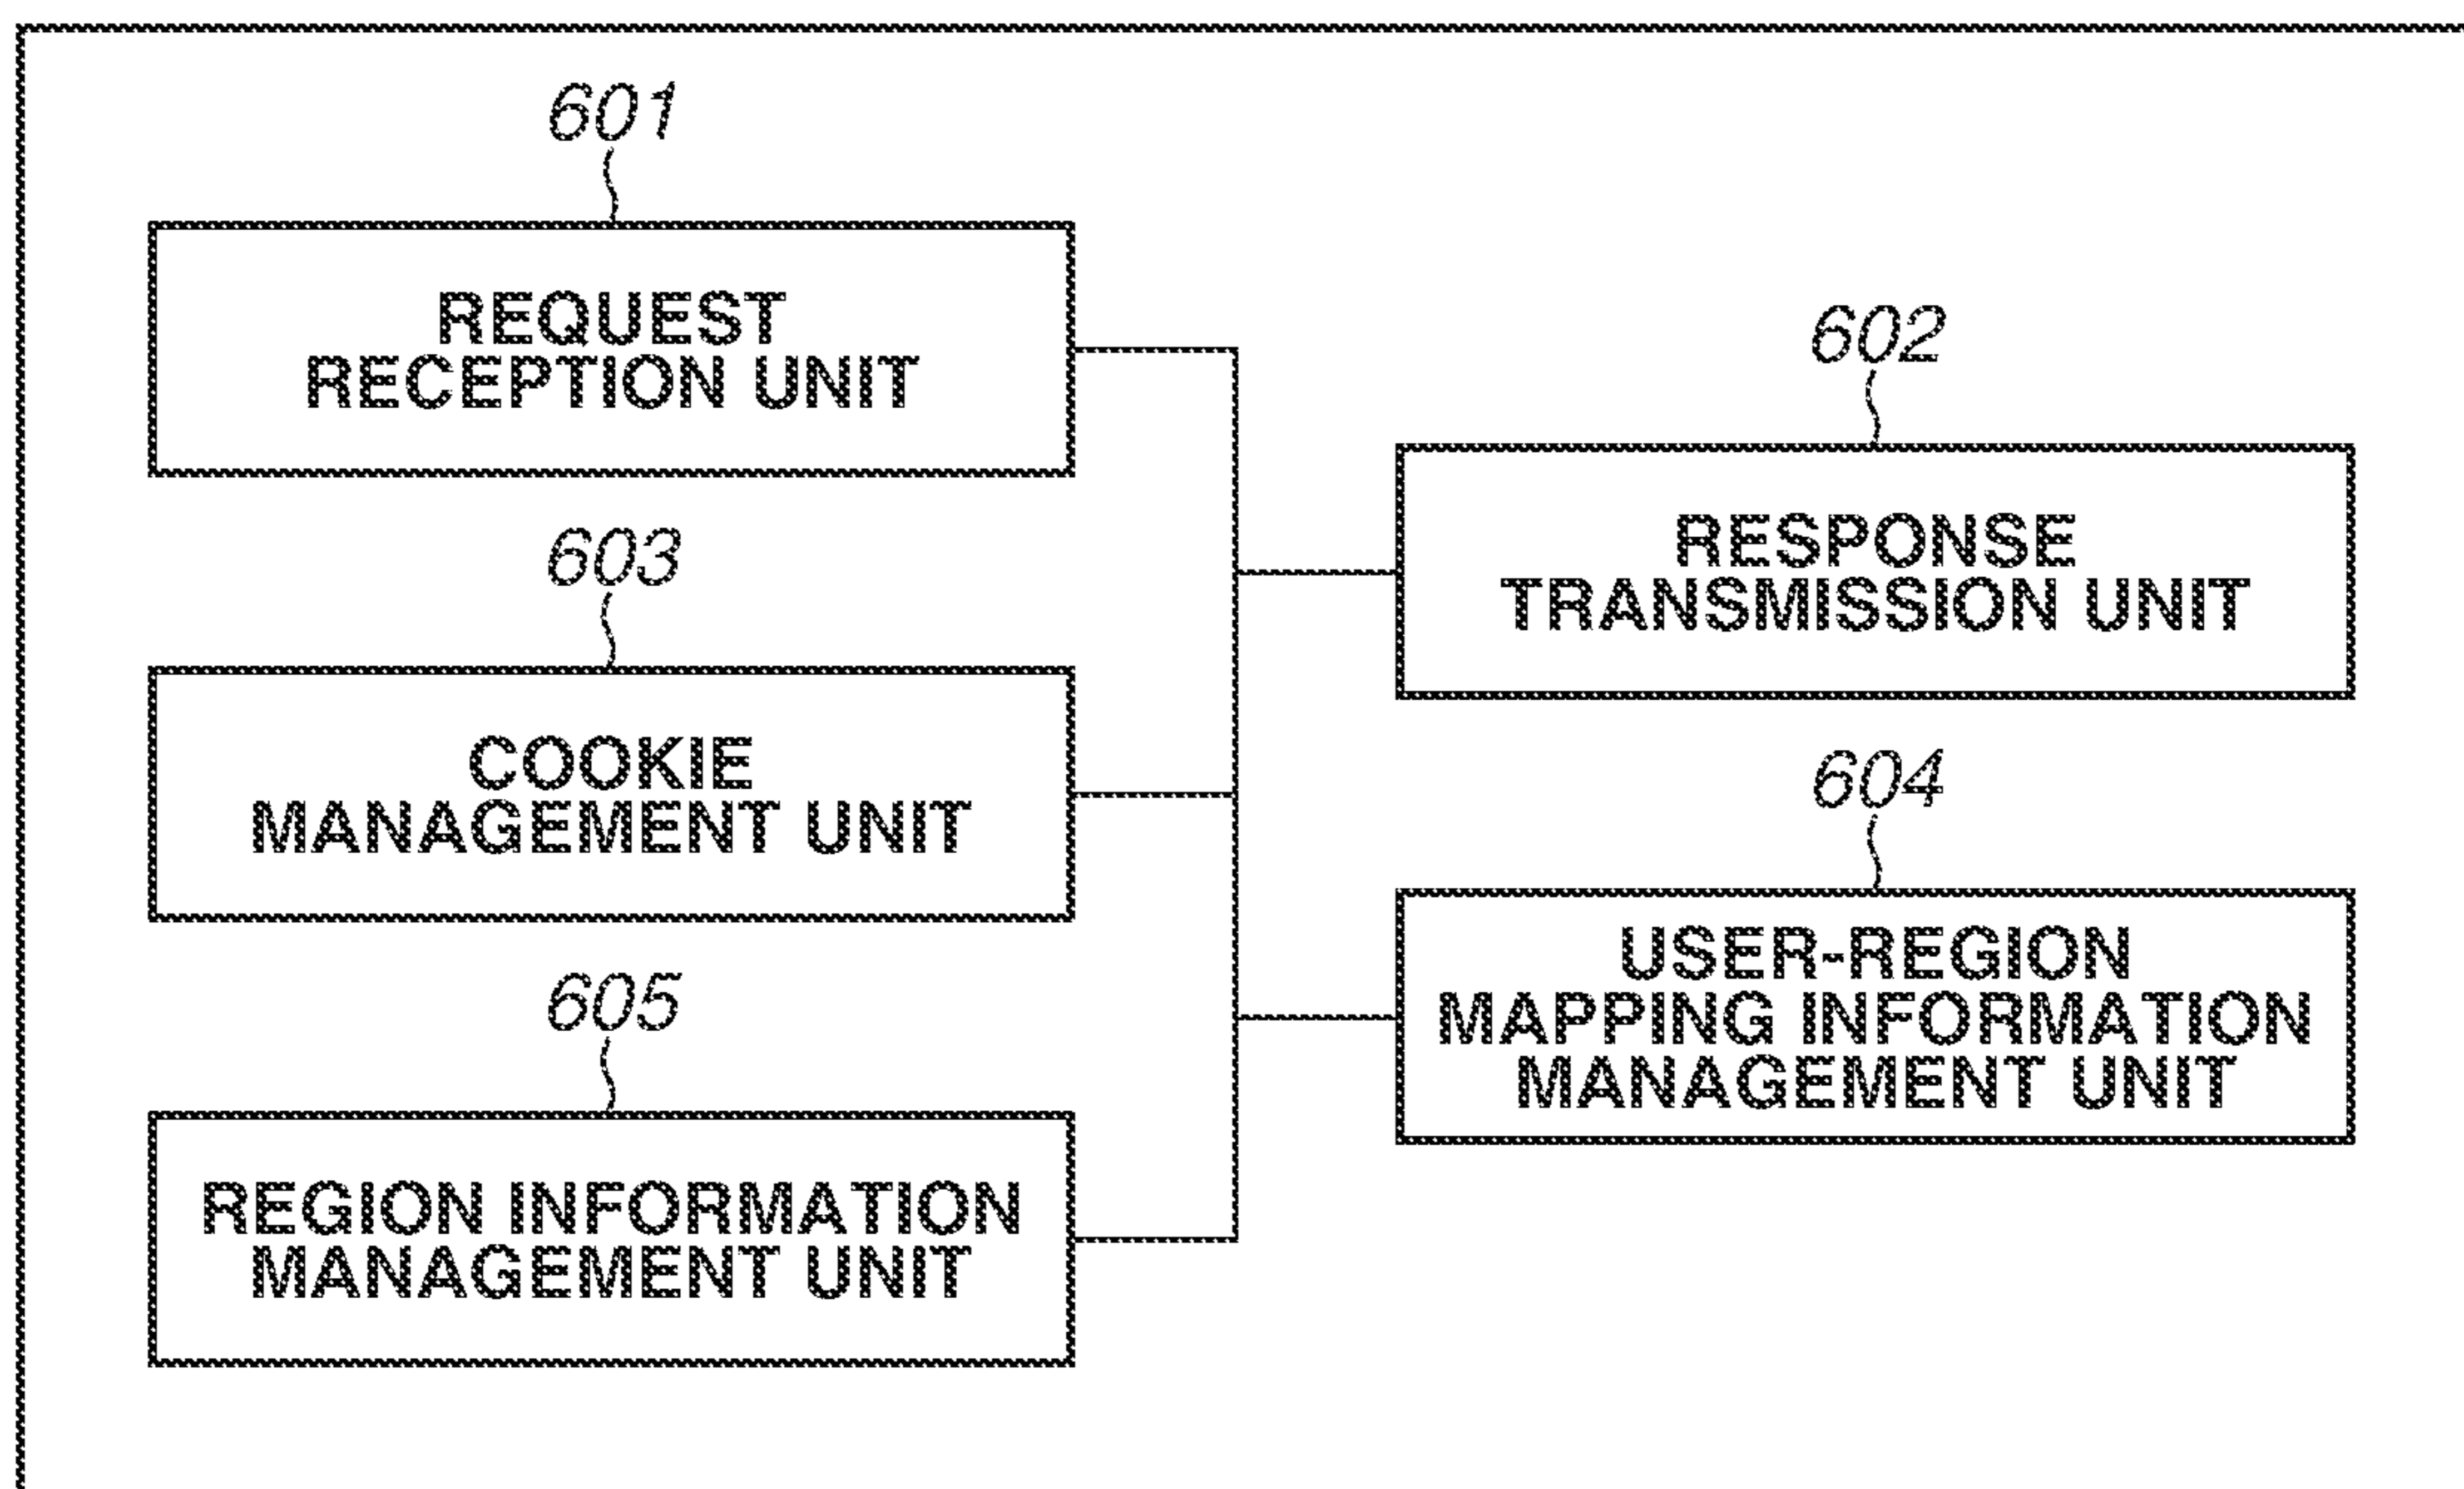 601
REQUEST
RECEPTION UNIT
602
RESPONSE
TRANSMISSION UNIT
603
COOKIE
MANAGEMENT UNIT
604
USER-REGION
MAPPING INFORMATION
MANAGEMENT UNIT
605
REGION INFORMATION
MANAGEMENT UNIT